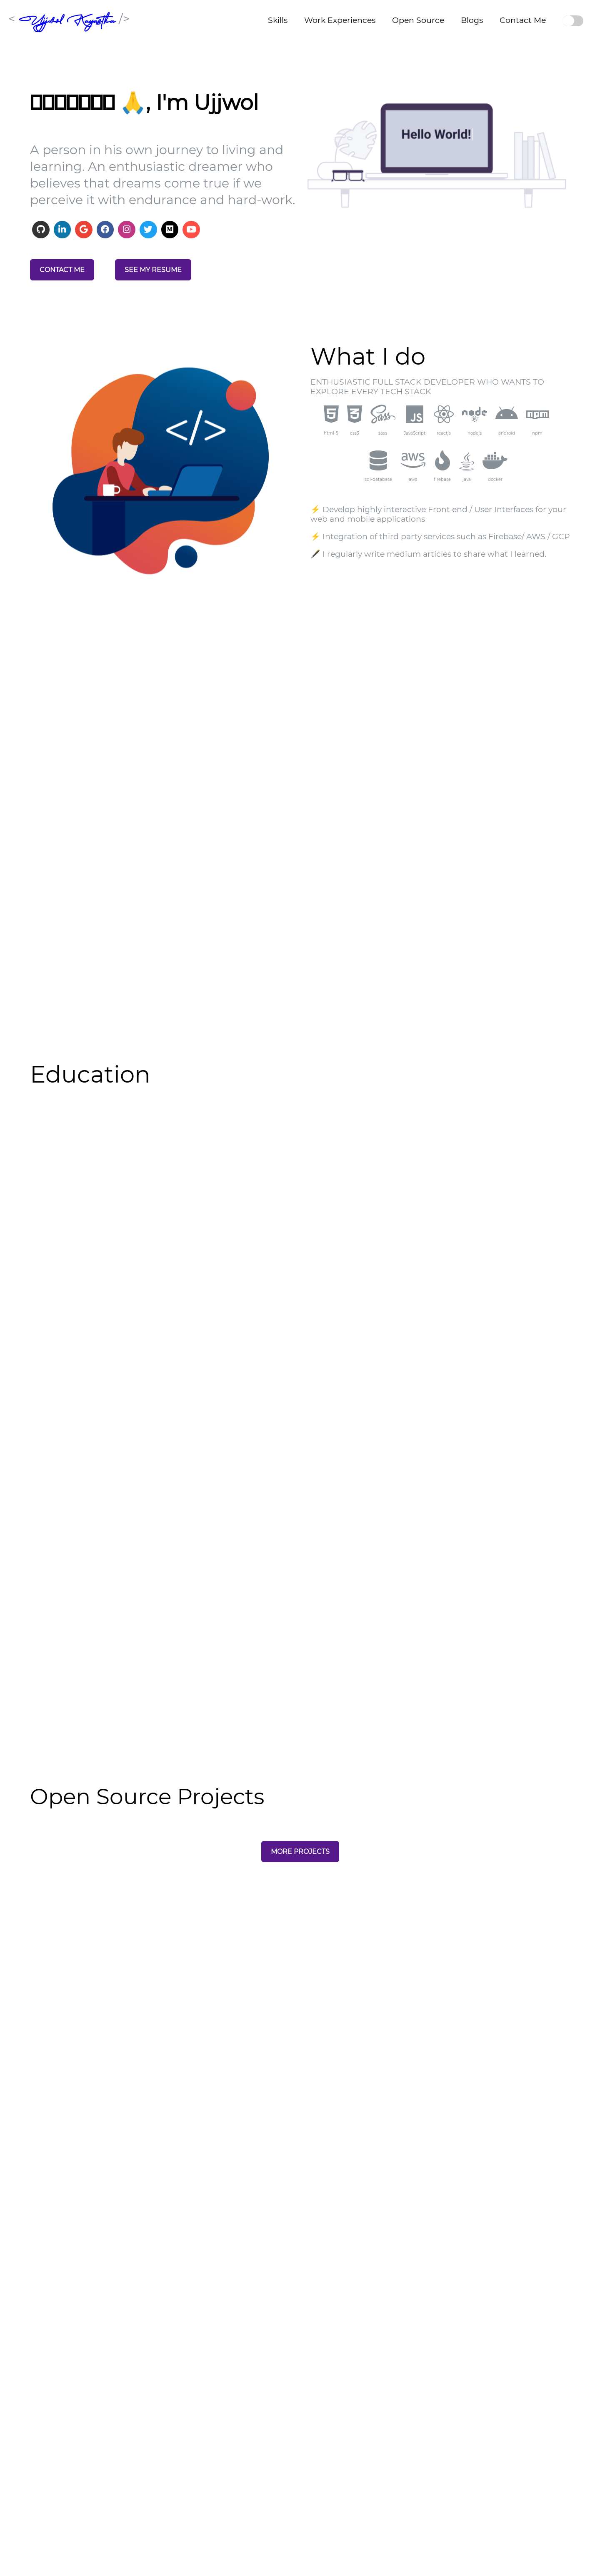 < Ujjwol Kayastha />
Skills
Work Experiences
Open Source
Blogs
Contact Me
🙏, I'm Ujjwol
A person in his own journey to living and
learning. An enthusiastic dreamer who
believes that dreams come true if we
perceive it with endurance and hard-work.
CONTACT ME
SEE MY RESUME
Hello World!
What I do
ENTHUSIASTIC FULL STACK DEVELOPER WHO WANTS TO
EXPLORE EVERY TECH STACK
html-5
css3
sass
JavaScript
reactjs
nodejs
android
npm
sql-database
aws
firebase
java
docker
⚡ Develop highly interactive Front end / User Interfaces for your
web and mobile applications
⚡ Integration of third party services such as Firebase/ AWS / GCP
🖋️ I regularly write medium articles to share what I learned.
</>
Education
Open Source Projects
MORE PROJECTS